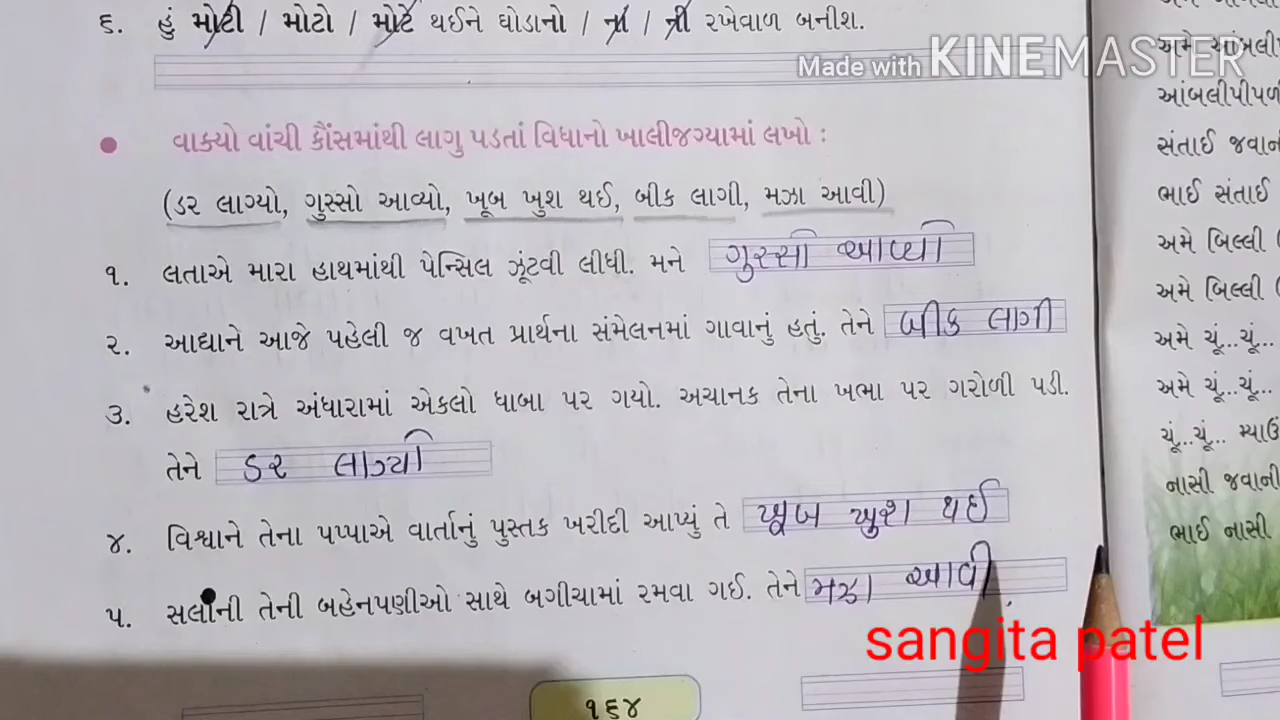 ૬. હું મોટી / મોટો / મોટે થઈને ઘોડાનો / નાં / ની રખેવાળ બનીશ.
Made with KINEMASTER
• વાક્યો વાંચી કૌંસમાંથી લાગુ પડતાં વિધાનો ખાલીજગ્યામાં લખો :
(ડર લાગ્યો, ગુસ્સો આવ્યો, ખૂબ ખુશ થઈ, બીક લાગી, મઝા આવી)
૧. લતાએ મારા હાથમાંથી પેન્સિલ ઝૂંટવી લીધી. મને ગુસ્સો આવ્યો
૨. આદ્યાને આજે પહેલી જ વખત પ્રાર્થના સંમેલનમાં ગાવાનું હતું. તેને બીક લાગી
૩. હરેશ રાત્રે અંધારામાં એકલો ધાબા પર ગયો. અચાનક તેના ખભા પર ગરોળી પડી.
તેને ડર લાગ્યો
૪. વિશ્વાને તેના પપ્પાએ વાર્તાનું પુસ્તક ખરીદી આપ્યું તે ખૂબ ખુશ થઈ
૫. સલોની તેની બહેનપણીઓ સાથે બગીચામાં રમવા ગઈ. તેને મઝા આવી
sangita patel
૧૬૪
આંબલીપીપળી
સંતાઈ જવાની
ભાઈ સંતાઈ
અમે બિલ્લી
અમે બિલ્લી
અમે ચૂં...ચૂં...
અમે ચૂં...ચૂં...
ચૂં...ચૂં... મ્યાઉં
નાસી જવાની
ભાઈ નાસી